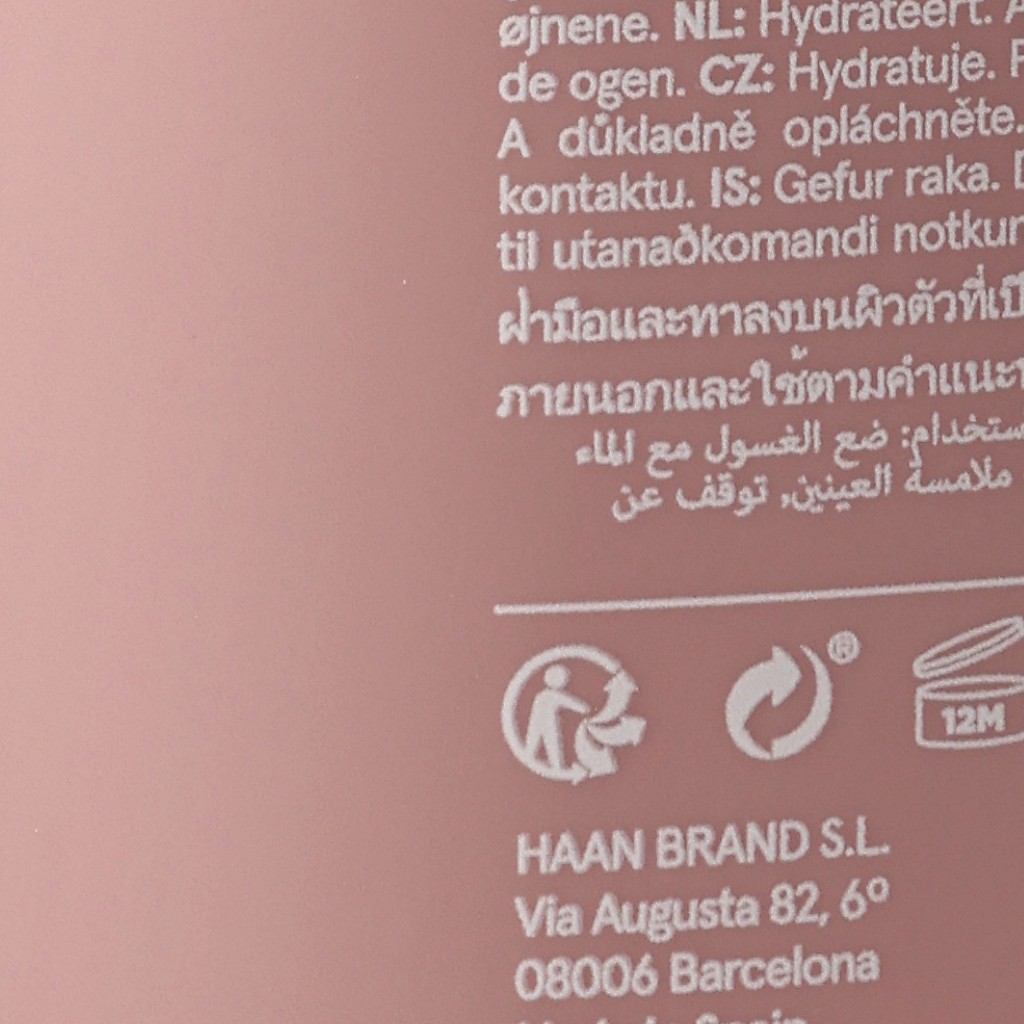 øjnene. NL: Hydrateert.
de ogen. CZ: Hydratuje.
A důkladně opláchněte.
kontaktu. IS: Gefur raka.
til utanaðkomandi
ฝ่ามือและทาลงบนผิวตัวที่
ภายนอกและใช้ตามคำแนะ
ضع الغسول مع الماء
ملامسة العينين, توقف عن
®
12M
HAAN BRAND S.L.
Via Augusta 82, 6º
08006 Barcelona